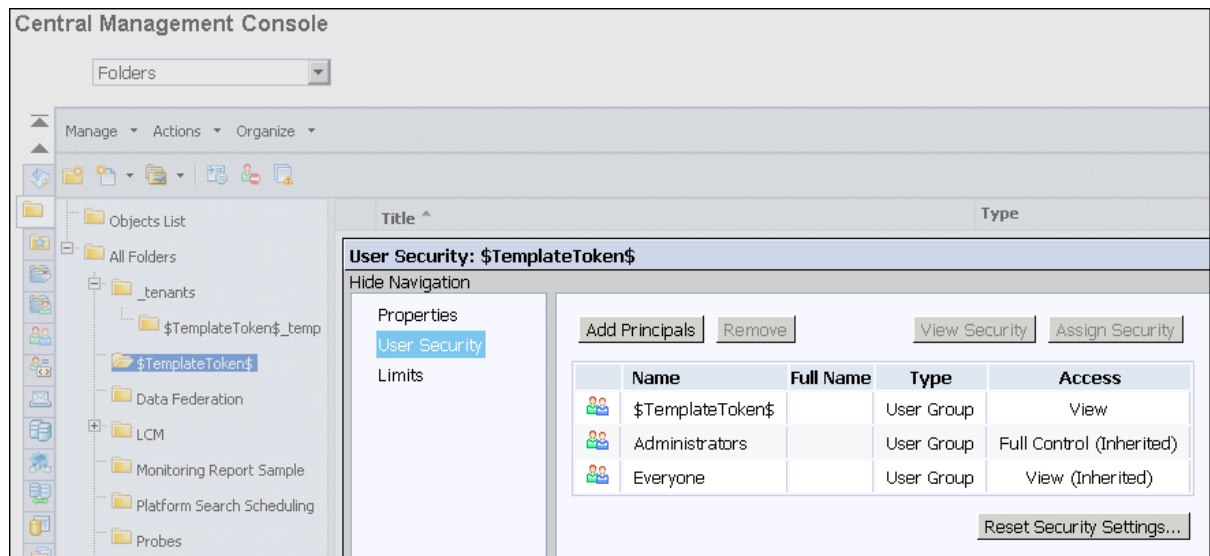 Central Management Console
Folders
Manage Actions Organize
Objects List
All Folders
_tenants
$TemplateToken$_temp
$TemplateToken$
Data Federation
LCM
Monitoring Report Sample
Platform Search Scheduling
Probes
Title Type
User Security: $TemplateToken$
Hide Navigation
Properties
User Security
Limits
Add Principals Remove View Security Assign Security
Name Full Name Type Access
$TemplateToken$ User Group View
Administrators User Group Full Control (Inherited)
Everyone User Group View (Inherited)
Reset Security Settings...